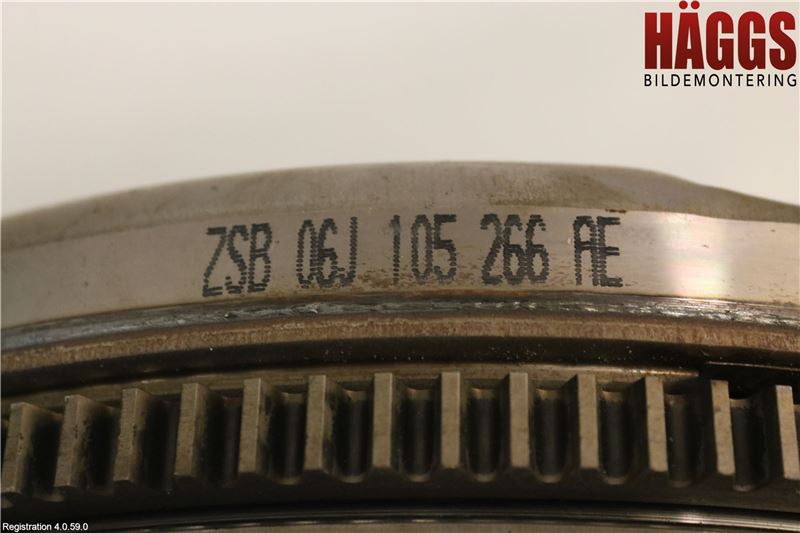 HÄGGS
BILDEMONTERING
ZSB 06J 105 266 AE
Registration 4.0.59.0